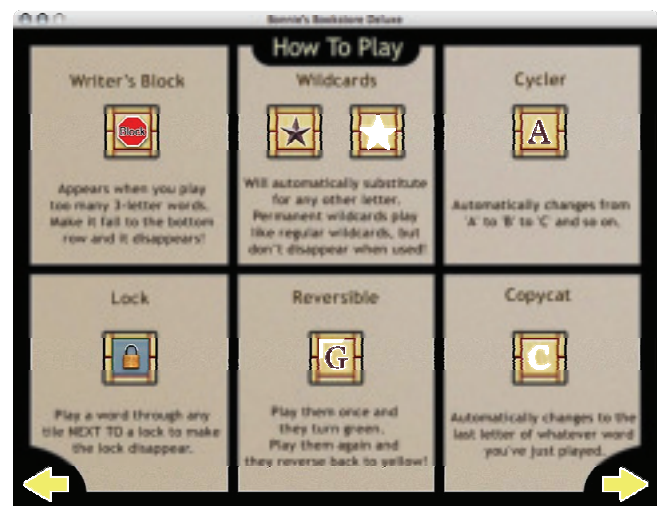 Bonnie's Bookstore Deluxe
How To Play
Writer's Block
Block
Appears when you play
too many 3-letter words.
Make it fall to the bottom
row and it disappears!
Wildcards
Will automatically substitute
for any other letter.
Permanent wildcards play
like regular wildcards, but
don't disappear when used!
Cycler
A
Automatically changes from
'A' to 'B' to 'C' and so on.
Lock
Play a word through any
tile NEXT TO a lock to make
the lock disappear.
Reversible
G
Play them once and
they turn green.
Play them again and
they reverse back to yellow!
Copycat
C
Automatically changes to the
last letter of whatever word
you've just played.